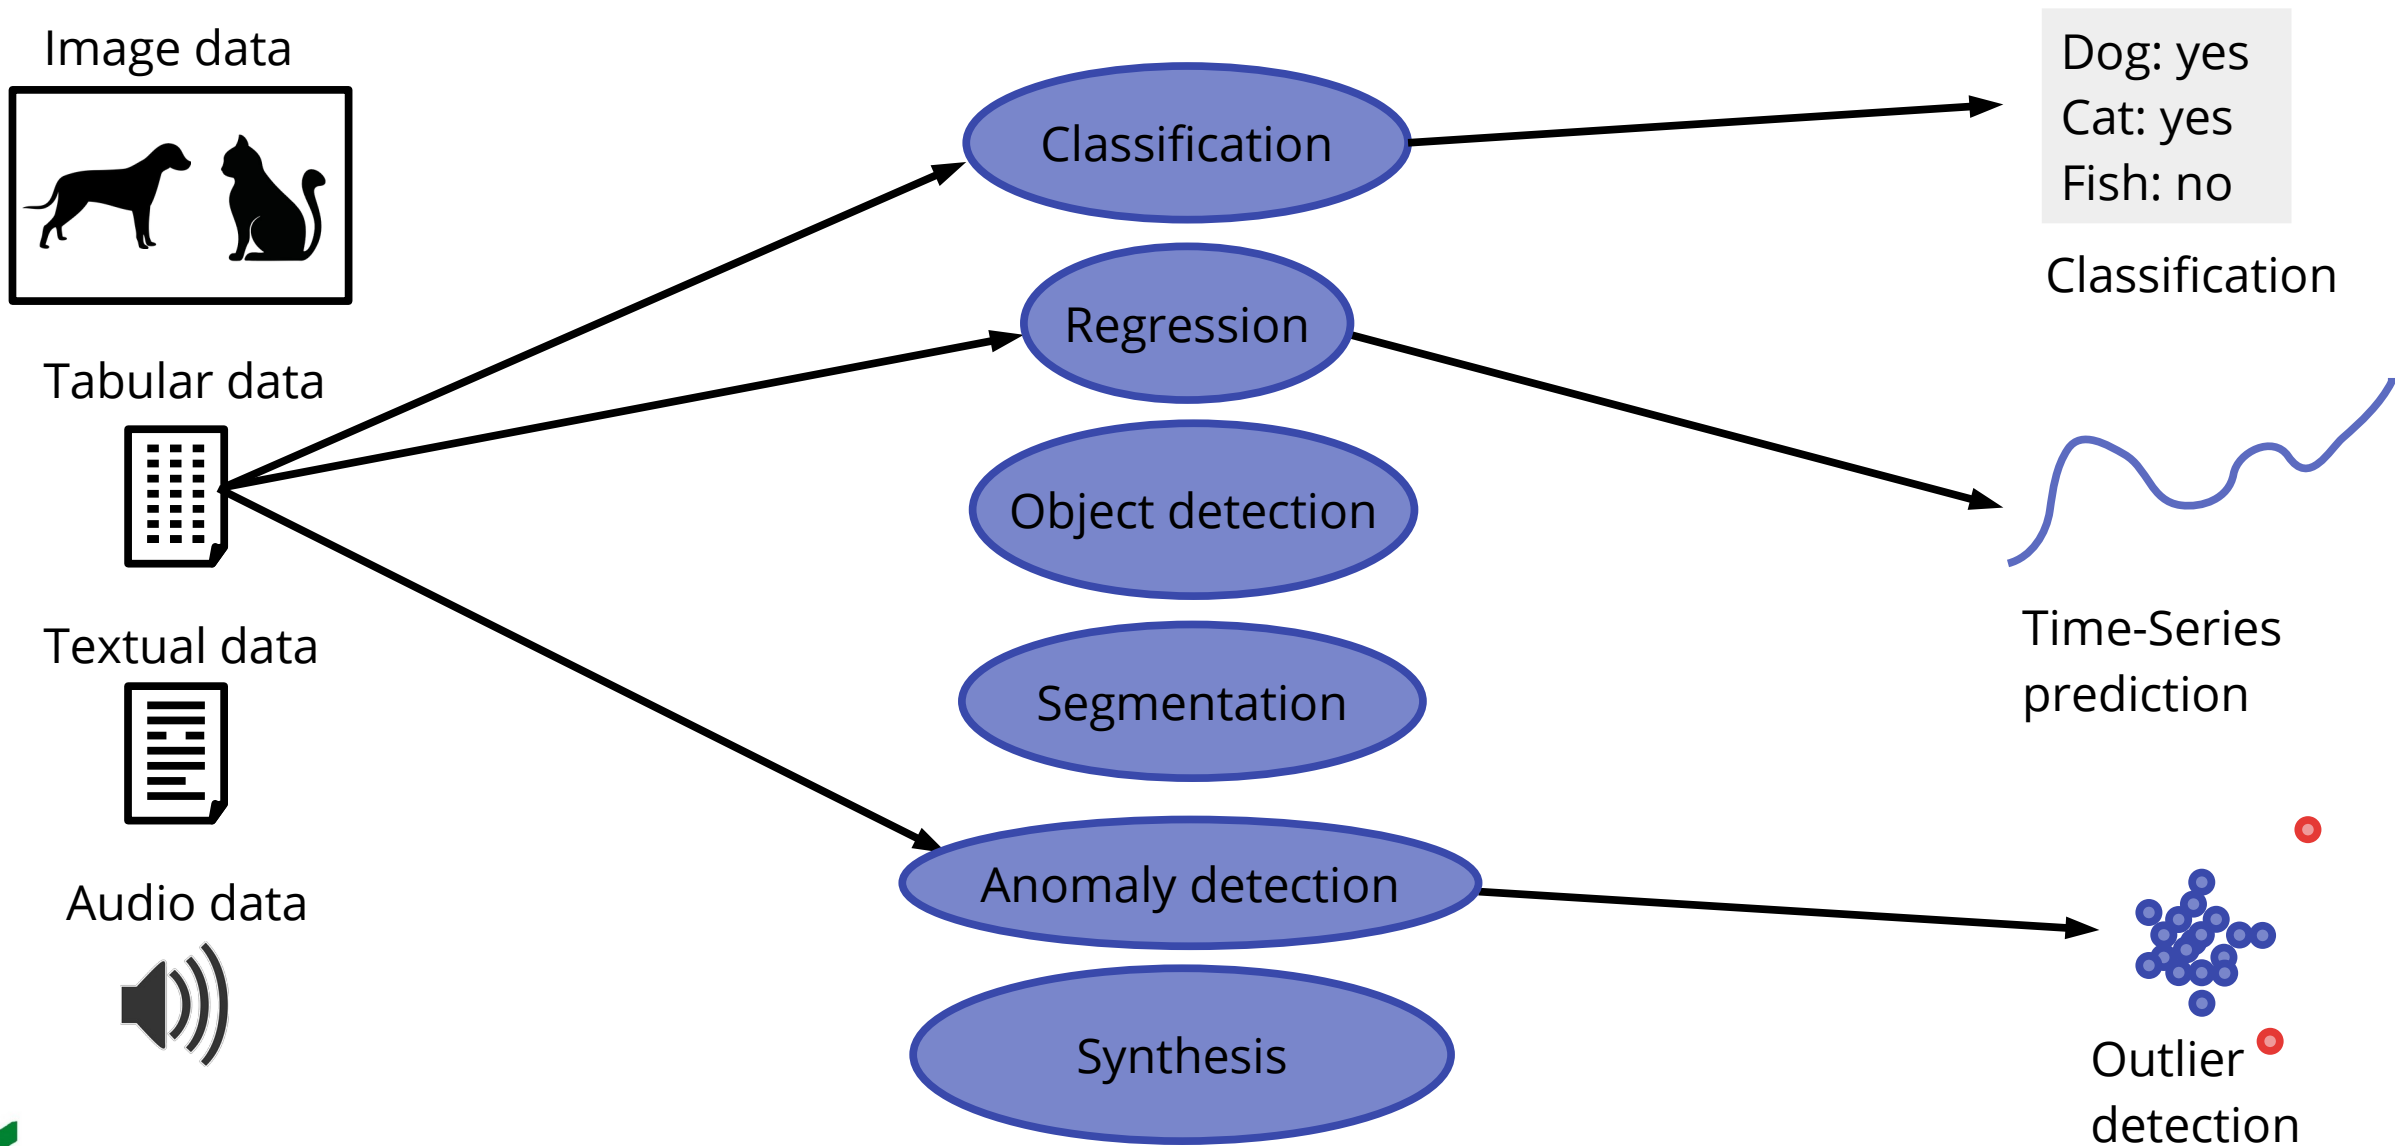 Image data
Tabular data
Textual data
Audio data
Classification
Regression
Object detection
Segmentation
Anomaly detection
Synthesis
Dog: yes
Cat: yes
Fish: no
Classification
Time-Series
prediction
Outlier
detection